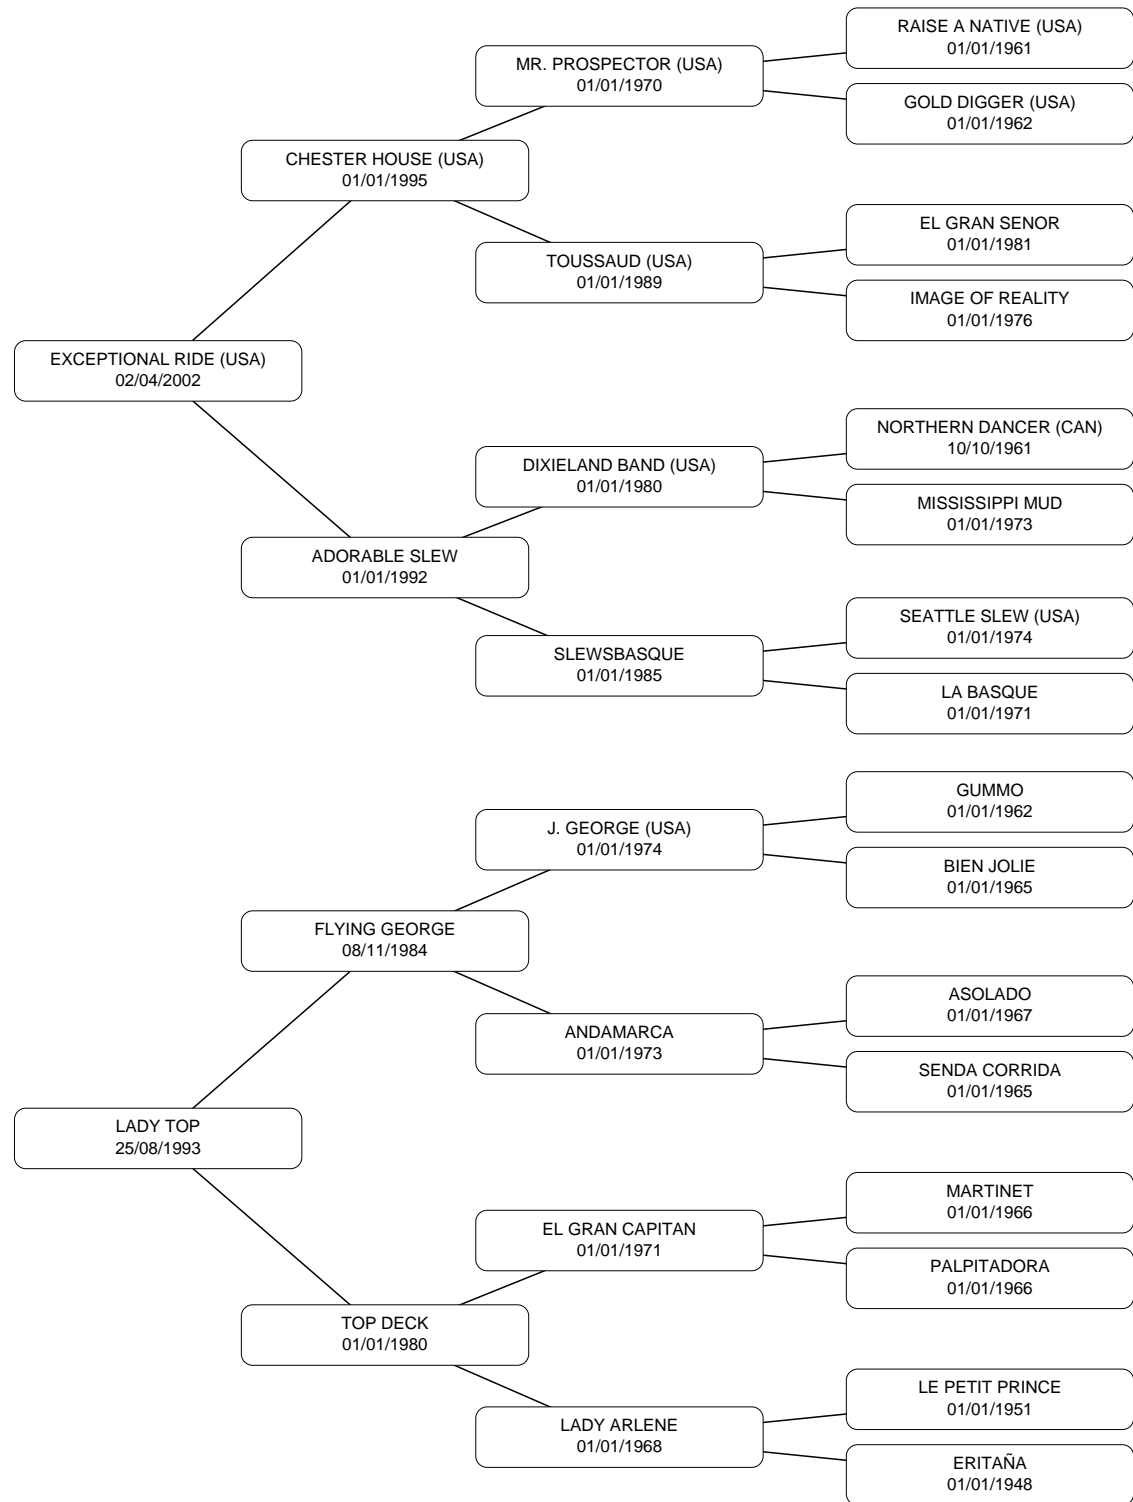 RAISE A NATIVE (USA)
01/01/1961
MR. PROSPECTOR (USA)
01/01/1970
GOLD DIGGER (USA)
01/01/1962
CHESTER HOUSE (USA)
01/01/1995
EL GRAN SENOR
01/01/1981
TOUSSAUD (USA)
01/01/1989
IMAGE OF REALITY
01/01/1976
EXCEPTIONAL RIDE (USA)
02/04/2002
NORTHERN DANCER (CAN)
10/10/1961
DIXIELAND BAND (USA)
01/01/1980
MISSISSIPPI MUD
01/01/1973
ADORABLE SLEW
01/01/1992
SEATTLE SLEW (USA)
01/01/1974
SLEWSBASQUE
01/01/1985
LA BASQUE
01/01/1971
GUMMO
01/01/1962
J. GEORGE (USA)
01/01/1974
BIEN JOLIE
01/01/1965
FLYING GEORGE
08/11/1984
ASOLADO
01/01/1967
ANDAMARCA
01/01/1973
SENDA CORRIDA
01/01/1965
LADY TOP
25/08/1993
MARTINET
01/01/1966
EL GRAN CAPITAN
01/01/1971
PALPITADORA
01/01/1966
TOP DECK
01/01/1980
LE PETIT PRINCE
01/01/1951
LADY ARLENE
01/01/1968
ERITAÑA
01/01/1948